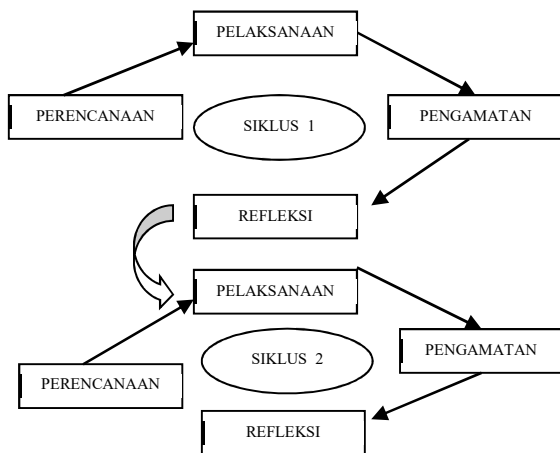 PELAKSANAAN
PERENCANAAN
SIKLUS 1
PENGAMATAN
REFLEKSI
PELAKSANAAN
SIKLUS 2
PENGAMATAN
PERENCANAAN
REFLEKSI